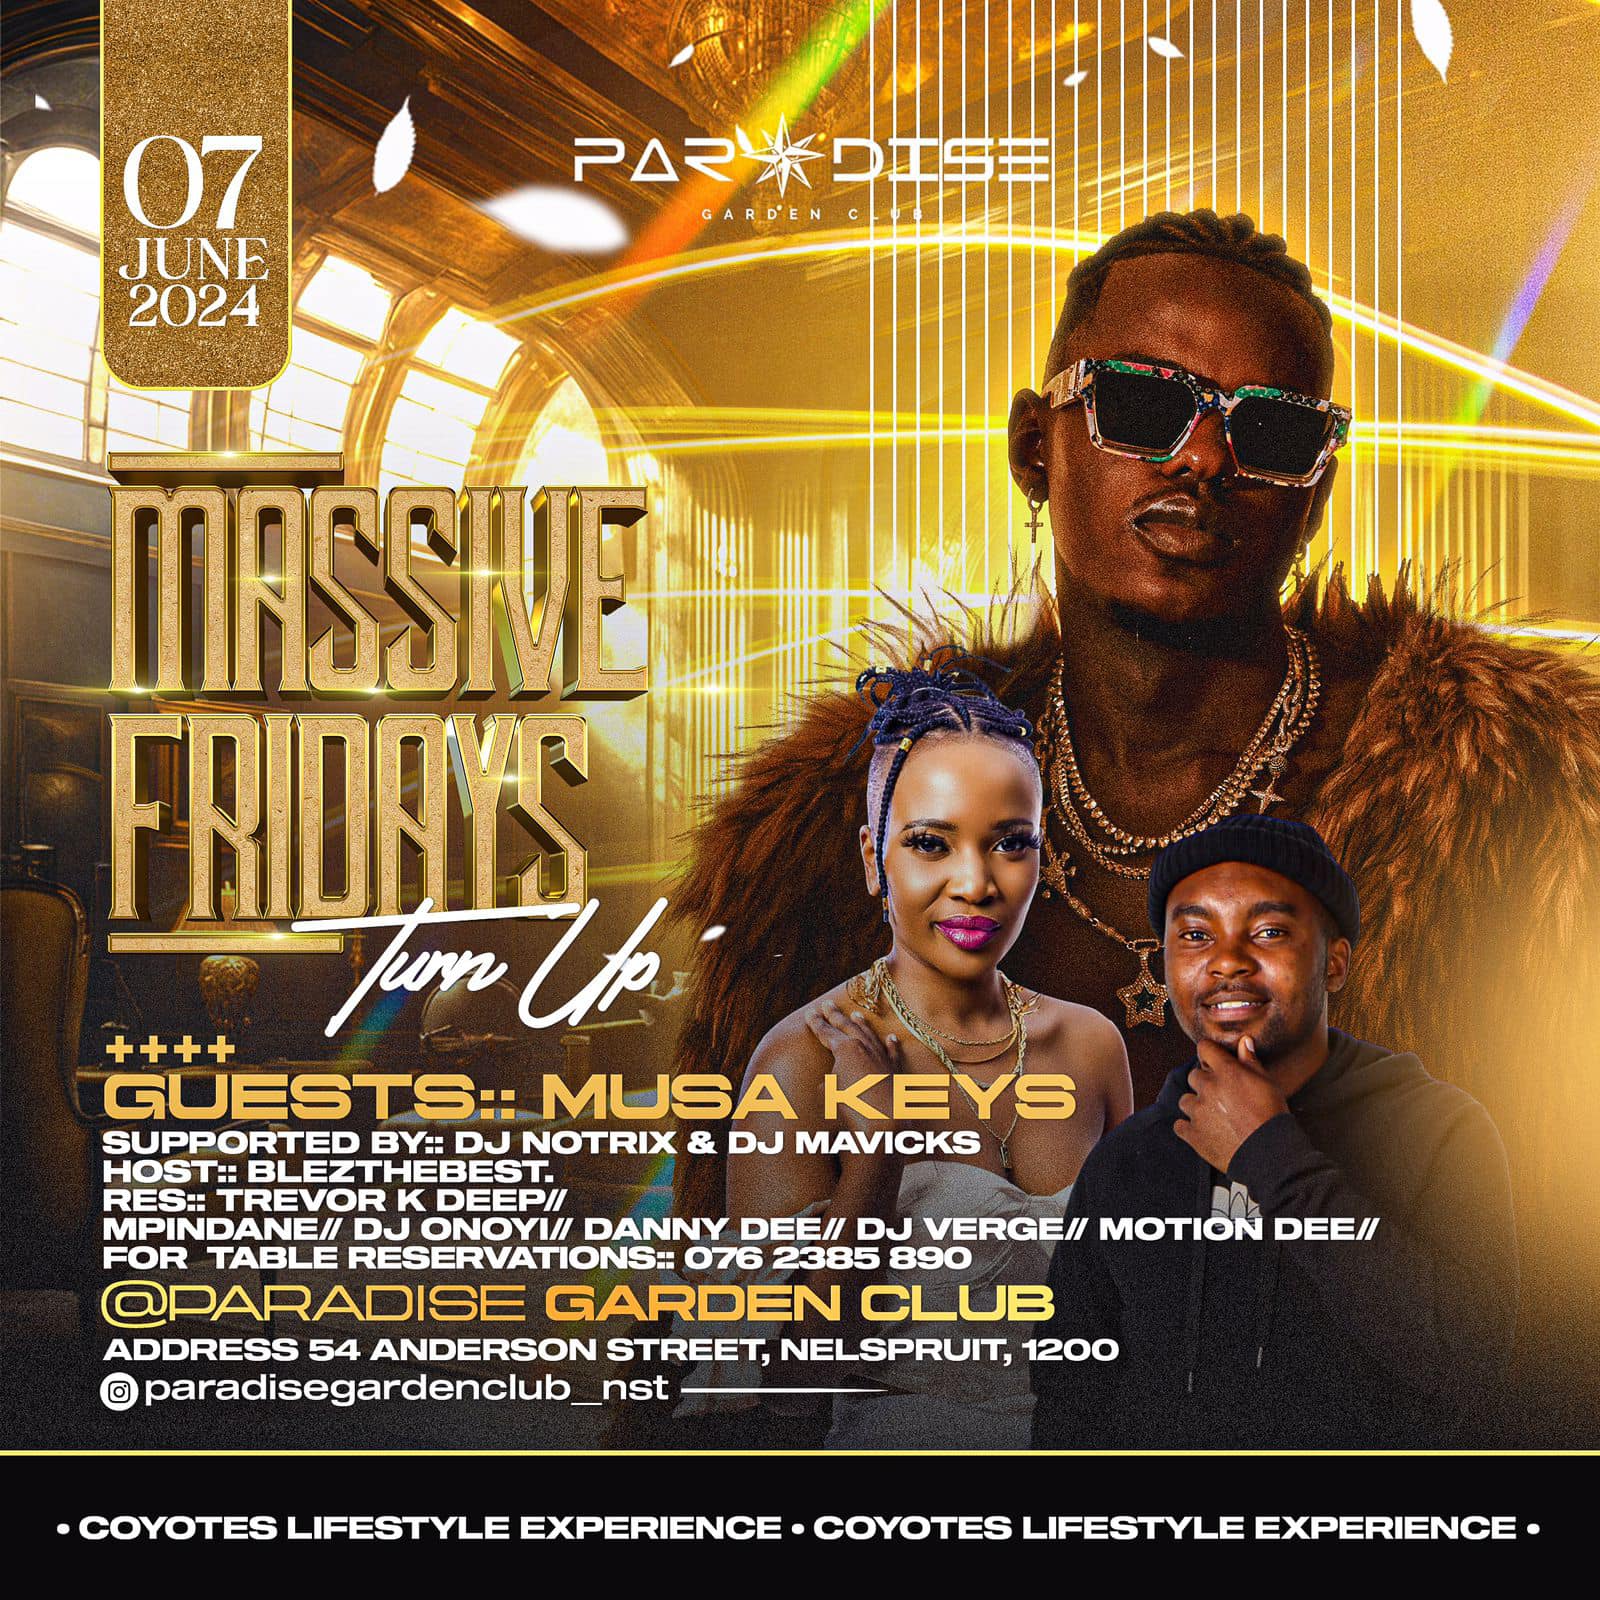 07
JUNE
2024
PARADISE
GARDEN CLUB
MASSIVE
FRIDAYS
Turn Up
++++
GUESTS:: MUSA KEYS
SUPPORTED BY:: DJ NOTRIX & DJ MAVICKS
HOST:: BLEZTHEBEST.
RES:: TREVOR K DEEP//
MPINDANE// DJ ONOYI// DANNY DEE// DJ VERGE// MOTION DEE//
FOR TABLE RESERVATIONS:: 076 2385 890
@PARADISE GARDEN CLUB
ADDRESS 54 ANDERSON STREET, NELSPRUIT, 1200
paradisegardenclub_nst
• COYOTES LIFESTYLE EXPERIENCE • COYOTES LIFESTYLE EXPERIENCE •